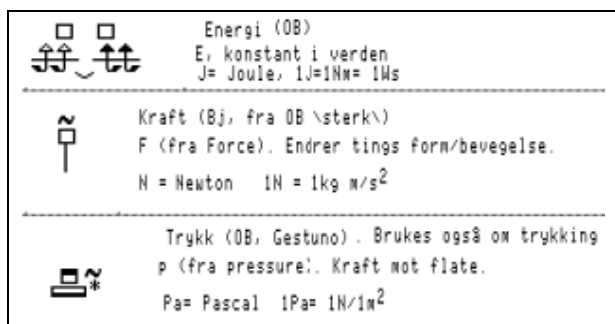 Energi (OB)
E, konstant i verden
J= Joule, 1J=1Nm= 1Ws
Kraft (Bj, fra OB \sterk\)
F (fra Force). Endrer tings form/bevegelse.
N = Newton 1N = 1kg m/s²
Trykk (OB, Gestuno). Brukes også om trykking
p (fra pressure). Kraft mot flate.
Pa= Pascal 1Pa= 1N/1m²